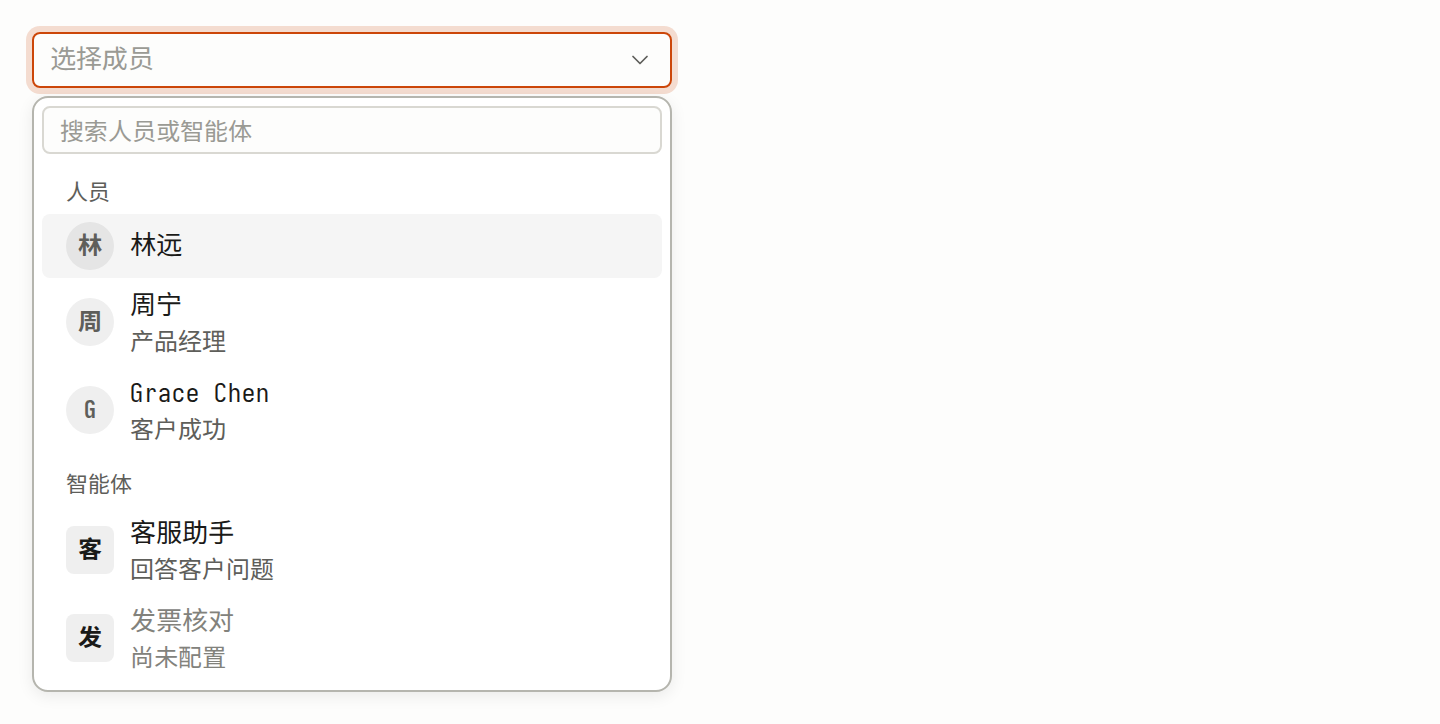 选择成员
搜索人员或智能体
人员
林 林远
周 周宁
产品经理
G Grace Chen
客户成功
智能体
客 客服助手
回答客户问题
发 发票核对
尚未配置